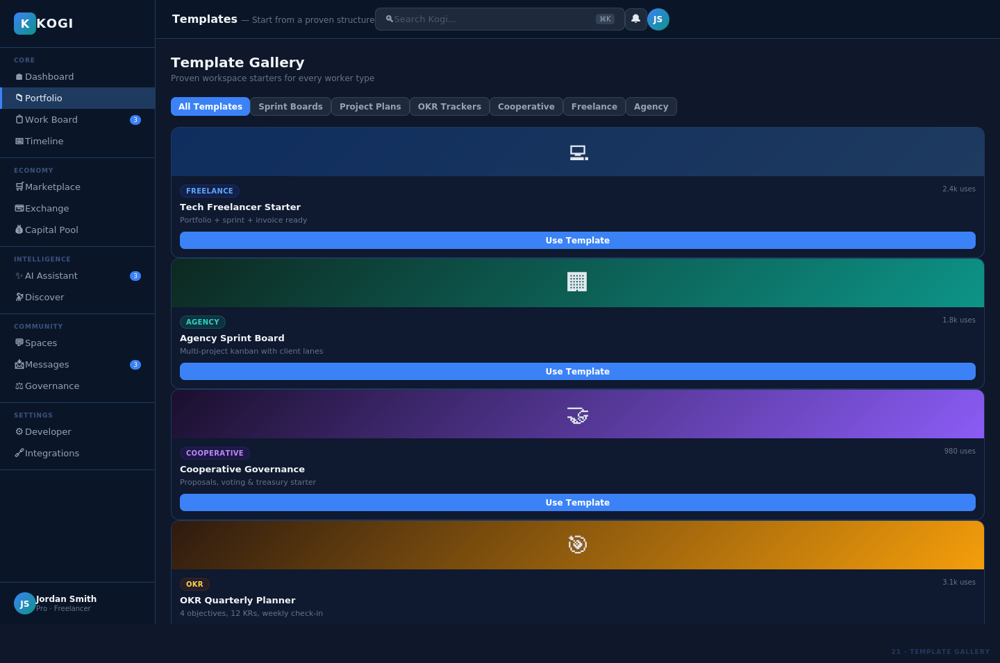 K KOGI
CORE
Dashboard
Portfolio
Work Board 3
Timeline
ECONOMY
Marketplace
Exchange
Capital Pool
INTELLIGENCE
AI Assistant 3
Discover
COMMUNITY
Spaces
Messages 3
Governance
SETTINGS
Developer
Integrations
JS Jordan Smith
Pro · Freelancer
Templates — Start from a proven structure
Search Kogi... ⌘K
JS
Template Gallery
Proven workspace starters for every worker type
All Templates Sprint Boards Project Plans OKR Trackers Cooperative Freelance Agency
FREELANCE 2.4k uses
Tech Freelancer Starter
Portfolio + sprint + invoice ready
Use Template
AGENCY 1.8k uses
Agency Sprint Board
Multi-project kanban with client lanes
Use Template
COOPERATIVE 980 uses
Cooperative Governance
Proposals, voting & treasury starter
Use Template
OKR 3.1k uses
OKR Quarterly Planner
4 objectives, 12 KRs, weekly check-in
21 · TEMPLATE GALLERY